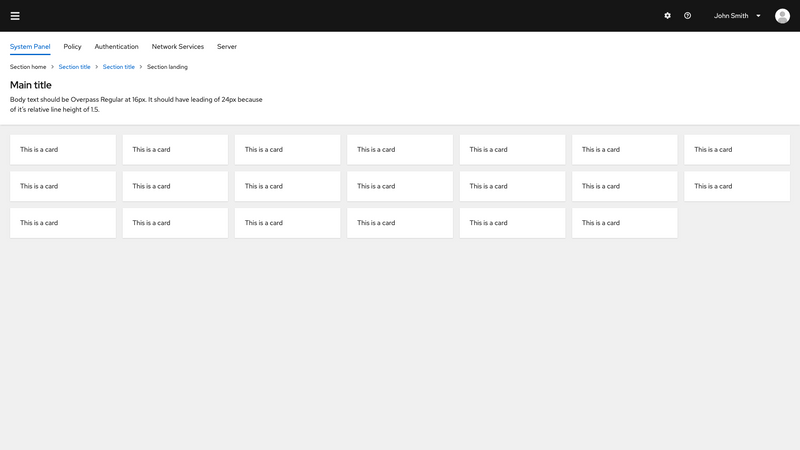 John Smith
System Panel Policy Authentication Network Services Server
Section home > Section title > Section title > Section landing
Main title
Body text should be Overpass Regular at 16px. It should have leading of 24px because
of it's relative line height of 1.5.
This is a card This is a card This is a card This is a card This is a card This is a card This is a card
This is a card This is a card This is a card This is a card This is a card This is a card This is a card
This is a card This is a card This is a card This is a card This is a card This is a card